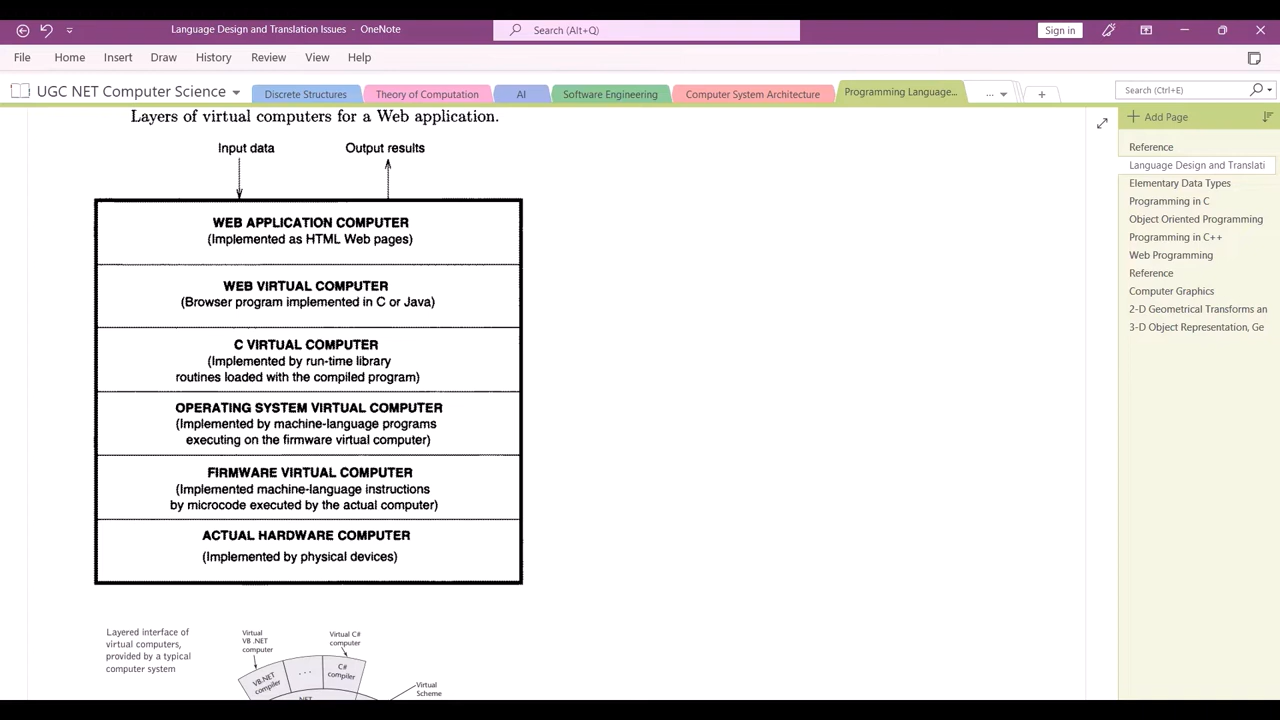 Language Design and Translation Issues - OneNote
Search (Alt+Q)
Sign in
File Home Insert Draw History Review View Help
UGC NET Computer Science
Discrete Structures
Theory of Computation
AI
Software Engineering
Computer System Architecture
Programming Language...
...
Search (Ctrl+E)
Layers of virtual computers for a Web application.
Input data
Output results
WEB APPLICATION COMPUTER
(Implemented as HTML Web pages)
WEB VIRTUAL COMPUTER
(Browser program implemented in C or Java)
C VIRTUAL COMPUTER
(Implemented by run-time library
routines loaded with the compiled program)
OPERATING SYSTEM VIRTUAL COMPUTER
(Implemented by machine-language programs
executing on the firmware virtual computer)
FIRMWARE VIRTUAL COMPUTER
(Implemented machine-language instructions
by microcode executed by the actual computer)
ACTUAL HARDWARE COMPUTER
(Implemented by physical devices)
Layered interface of
virtual computers,
provided by a typical
computer system
Virtual
VB .NET
computer
Virtual C#
computer
VB.NET
compiler
...
C#
compiler
Virtual
Scheme
.NET
Add Page
Reference
Language Design and Translati
Elementary Data Types
Programming in C
Object Oriented Programming
Programming in C++
Web Programming
Reference
Computer Graphics
2-D Geometrical Transforms an
3-D Object Representation, Ge